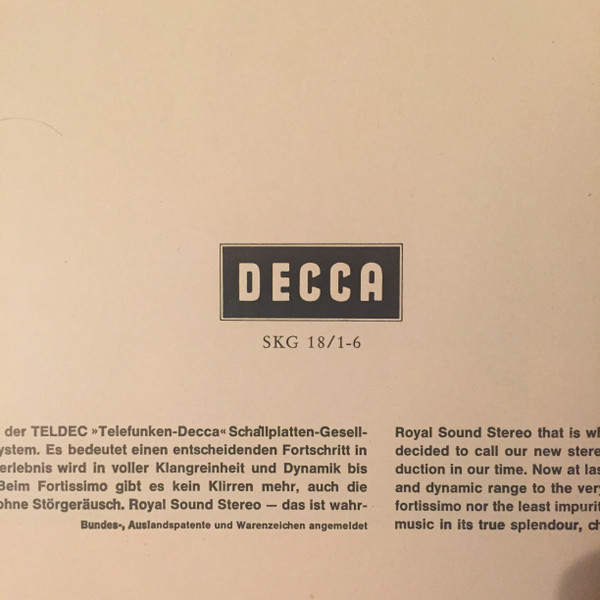 DECCA
SKG 18/1-6
der TELDEC »Telefunken-Decca« Schallplatten-Gesell-
ystem. Es bedeutet einen entscheidenden Fortschritt in
erlebnis wird in voller Klangreinheit und Dynamik bis
Beim Fortissimo gibt es kein Klirren mehr, auch die
ohne Störgeräusch. Royal Sound Stereo — das ist wahr-
Bundes-, Auslandspatente und Warenzeichen angemeldet
Royal Sound Stereo that is wh
decided to call our new stere
duction in our time. Now at las
and dynamic range to the very
fortissimo nor the least impurit
music in its true splendour, ch